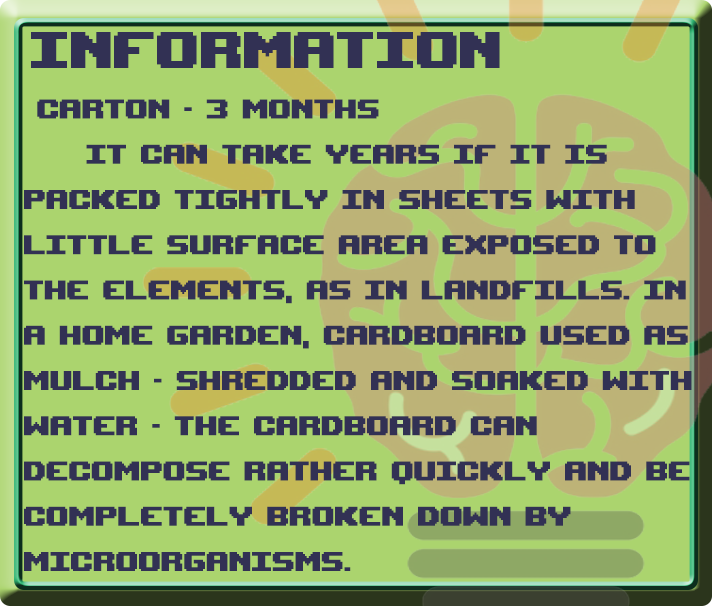 INFORMATION
CARTON - 3 MONTHS
IT CAN TAKE YEARS IF IT IS
PACKED TIGHTLY IN SHEETS WITH
LITTLE SURFACE AREA EXPOSED TO
THE ELEMENTS, AS IN LANDFILLS. IN
A HOME GARDEN, CARDBOARD USED AS
MULCH - SHREDDED AND SOAKED WITH
WATER - THE CARDBOARD CAN
DECOMPOSE RATHER QUICKLY AND BE
COMPLETELY BROKEN DOWN BY
MICROORGANISMS.